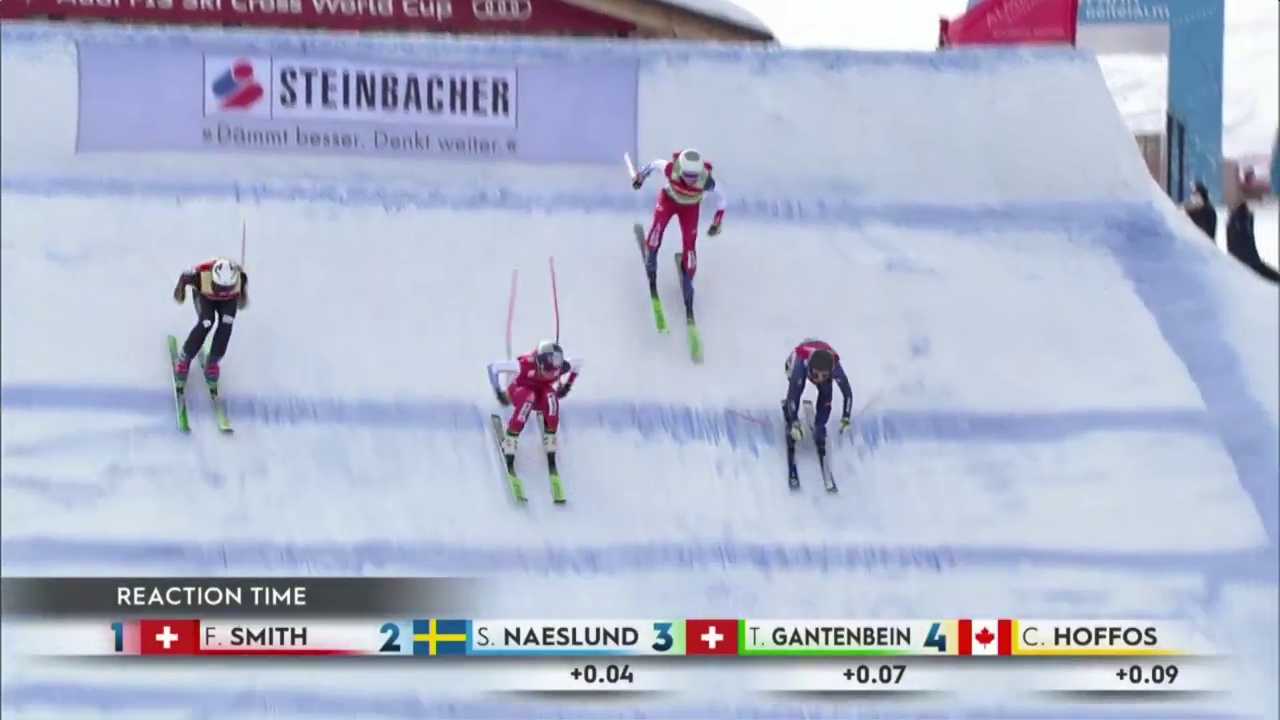 Audi FIS Ski Cross World Cup
STEINBACHER
»Dämmt besser. Denkt weiter.«
REACTION TIME
1 F. SMITH 2 S. NAESLUND 3 T. GANTENBEIN 4 C. HOFFOS
+0.04 +0.07 +0.09